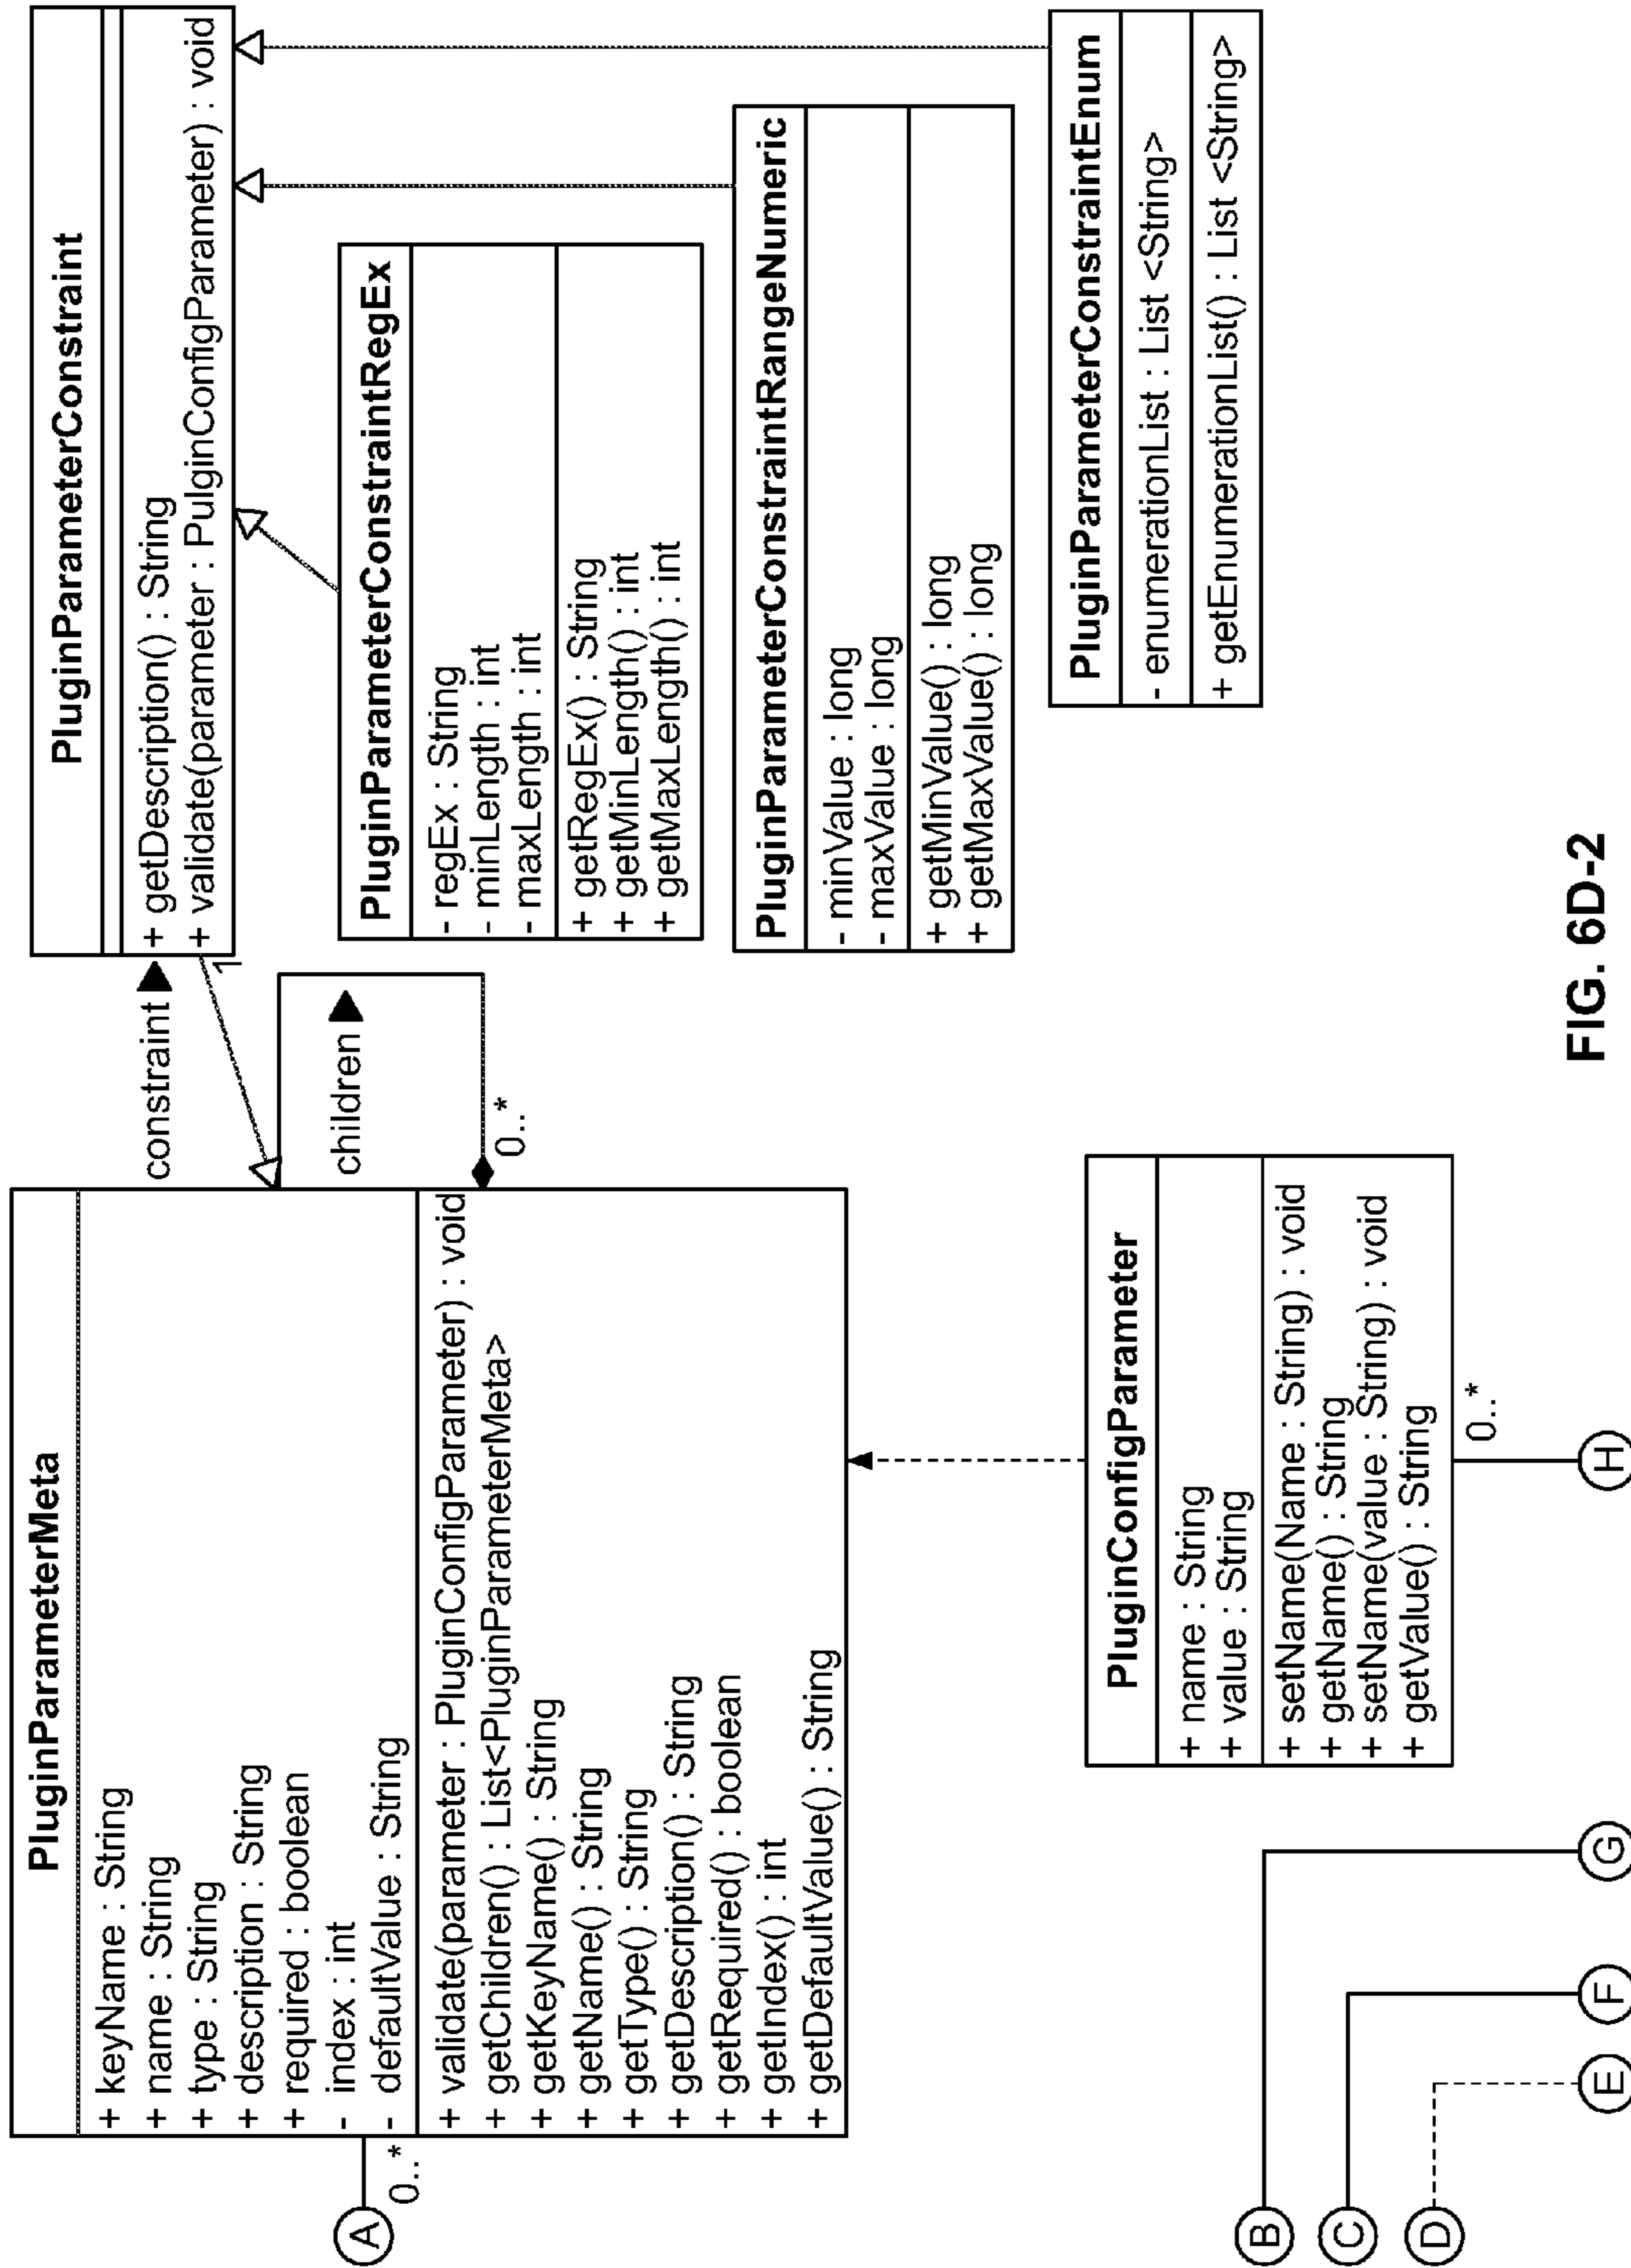 PluginParameterMeta
+ keyName : String
+ name : String
+ type : String
+ description : String
+ required : boolean
- index : int
- defaultValue : String
+ validate(parameter : PluginConfigParameter) : void
+ getChildren() : List<PluginParameterMeta>
+ getKeyName() : String
+ getName() : String
+ getType() : String
+ getDescription() : String
+ getRequired() : boolean
+ getIndex() : int
+ getDefaultValue() : String
A
0..*
constraint
1
children
0..*
PluginParameterConstraint
+ getDescription() : String
+ validate(parameter : PulginConfigParameter) : void
PluginParameterConstraintRegEx
- regEx : String
- minLength : int
- maxLength : int
+ getRegEx() : String
+ getMinLength() : int
+ getMaxLength() : int
PluginParameterConstraintRangeNumeric
- minValue : long
- maxValue : long
+ getMinValue() : long
+ getMaxValue() : long
PluginParameterConstraintEnum
- enumerationList : List <String>
+ getEnumerationList() : List <String>
PluginConfigParameter
+ name : String
+ value : String
+ setName(Name : String) : void
+ getName() : String
+ setName(value : String) : void
+ getValue() : String
0..*
B
C
D
E
F
G
H
FIG. 6D-2